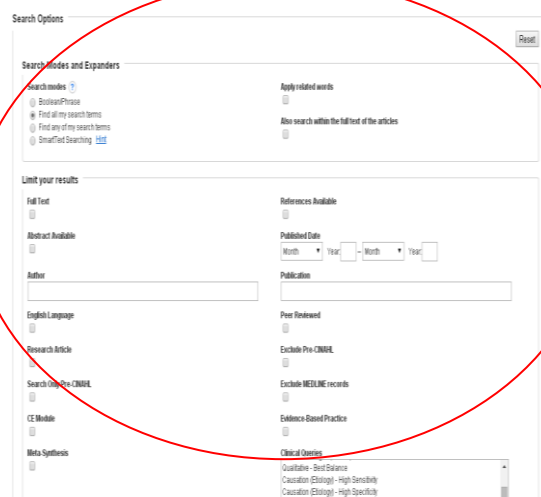 Search Options
Reset
Search Modes and Expanders
Search modes ?
Boolean/Phrase
Find all my search terms
Find any of my search terms
SmartText Searching Hint
Apply related words
Also search within the full text of the articles
Limit your results
Full Text
References Available
Abstract Available
Published Date
Month Year: – Month Year:
Author
Publication
English Language
Peer Reviewed
Research Article
Exclude Pre-CINAHL
Search Only Pre-CINAHL
Exclude MEDLINE records
CE Module
Evidence-Based Practice
Meta Synthesis
Clinical Queries
Qualitative - Best Balance
Causation (Etiology) - High Sensitivity
Causation (Etiology) - High Specificity